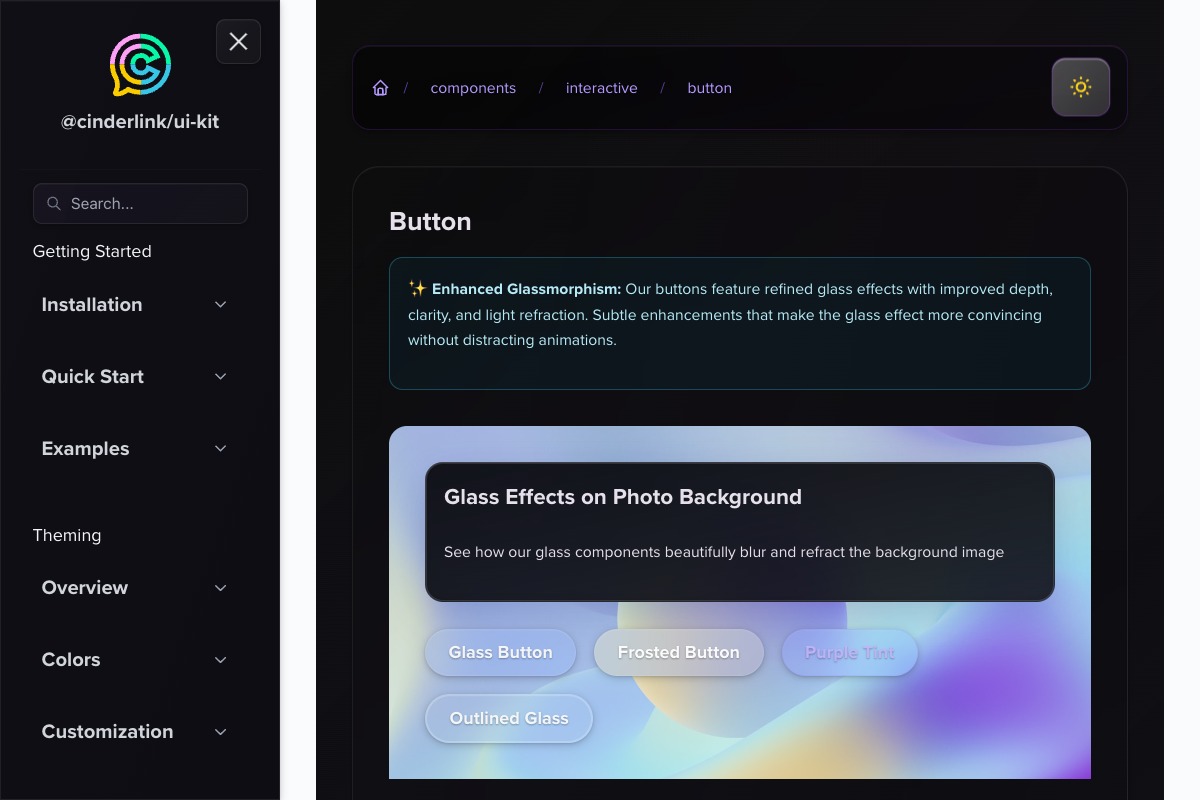 @cinderlink/ui-kit
Search...
Getting Started
Installation
Quick Start
Examples
Theming
Overview
Colors
Customization
/ components / interactive / button
Button
✨ Enhanced Glassmorphism: Our buttons feature refined glass effects with improved depth,
clarity, and light refraction. Subtle enhancements that make the glass effect more convincing
without distracting animations.
Glass Effects on Photo Background
See how our glass components beautifully blur and refract the background image
Glass Button
Frosted Button
Purple Tint
Outlined Glass